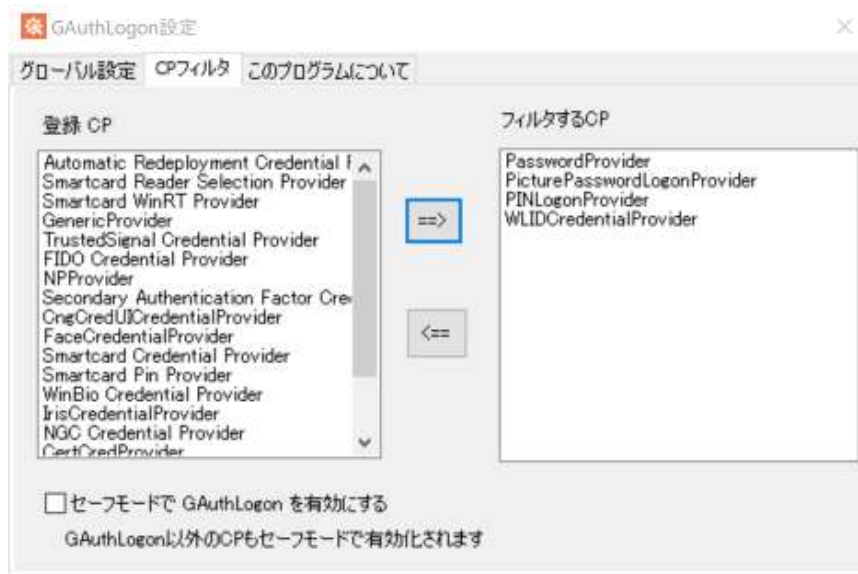 GAuthLogon設定
グローバル設定 CPフィルタ このプログラムについて
登録 CP
Automatic Redeployment Credential
Smartcard Reader Selection Provider
Smartcard WinRT Provider
GenericProvider
TrustedSignal Credential Provider
FIDO Credential Provider
NPProvider
Secondary Authentication Factor Cre
CngCredUICredentialProvider
FaceCredentialProvider
Smartcard Credential Provider
Smartcard Pin Provider
WinBio Credential Provider
IrisCredentialProvider
NGC Credential Provider
CertCredProvider
==>
<==
フィルタするCP
PasswordProvider
PicturePasswordLogonProvider
PINLogonProvider
WLIDCredentialProvider
セーフモードで GAuthLogon を有効にする
GAuthLogon以外のCPもセーフモードで有効化されます